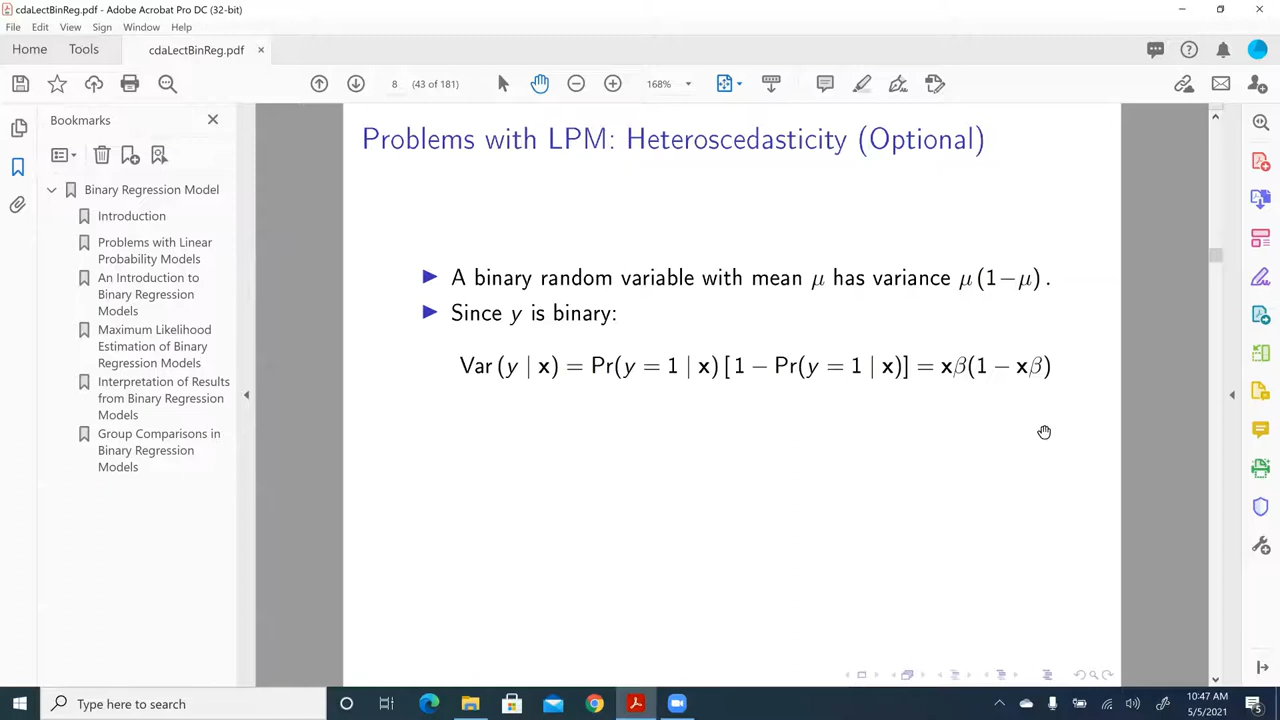 cdaLectBinReg.pdf - Adobe Acrobat Pro DC (32-bit)
File Edit View Sign Window Help
Home Tools cdaLectBinReg.pdf ×
8 (43 of 181) 168%
Bookmarks
Binary Regression Model
Introduction
Problems with Linear
Probability Models
An Introduction to
Binary Regression
Models
Maximum Likelihood
Estimation of Binary
Regression Models
Interpretation of Results
from Binary Regression
Models
Group Comparisons in
Binary Regression
Models
Problems with LPM: Heteroscedasticity (Optional)
▶ A binary random variable with mean μ has variance μ(1−μ).
▶ Since y is binary:
Var(y | x) = Pr(y = 1 | x) [1 − Pr(y = 1 | x)] = xβ(1 − xβ)
Type here to search
10:47 AM
5/5/2021
5